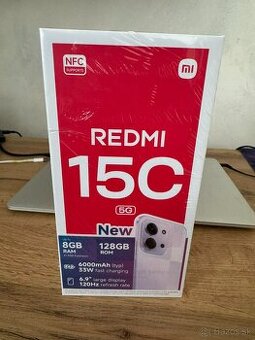 NFC
SUPPORTS
mi
REDMI
15C
5G
New
8GB
128GB
RAM
ROM
6000mAh (typ)
33W fast charging
6.9" large display
120Hz refresh rate